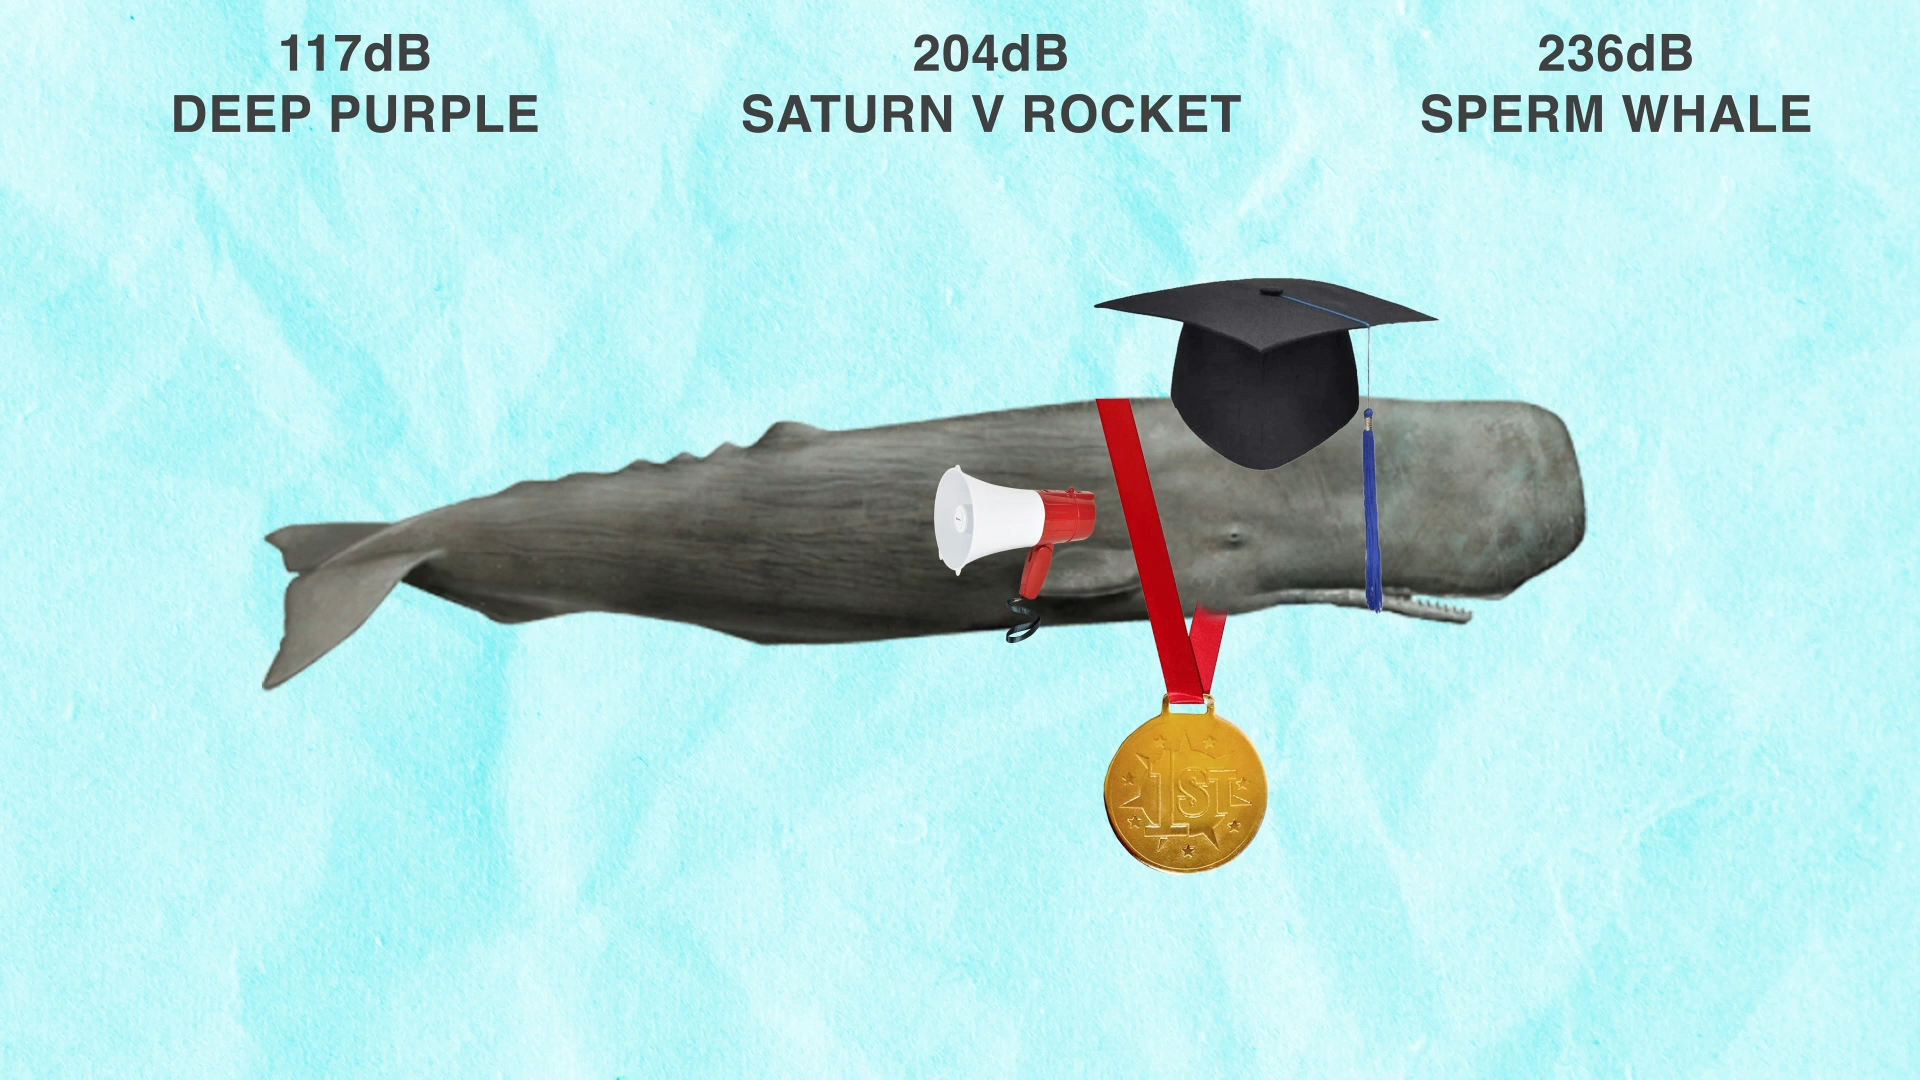 117dB
DEEP PURPLE
204dB
SATURN V ROCKET
236dB
SPERM WHALE
1ST